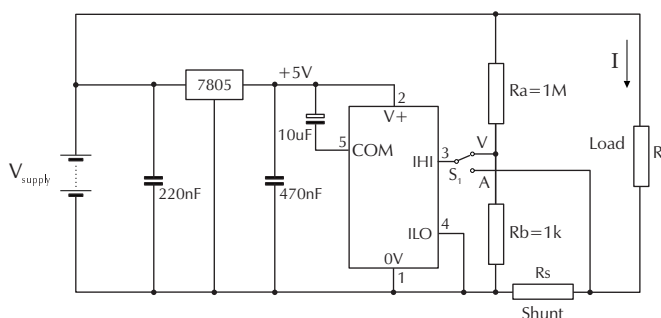 7805
+5V
2
V+
10uF
5
COM
IHI
3
V
S1
A
Ra=1M
I
Load
R
Vsupply
220nF
470nF
ILO
4
0V
1
Rb=1k
Rs
Shunt